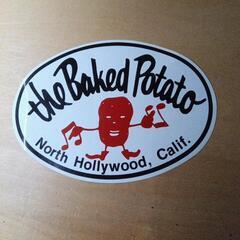 the Baked Potato
North Hollywood, Calif.